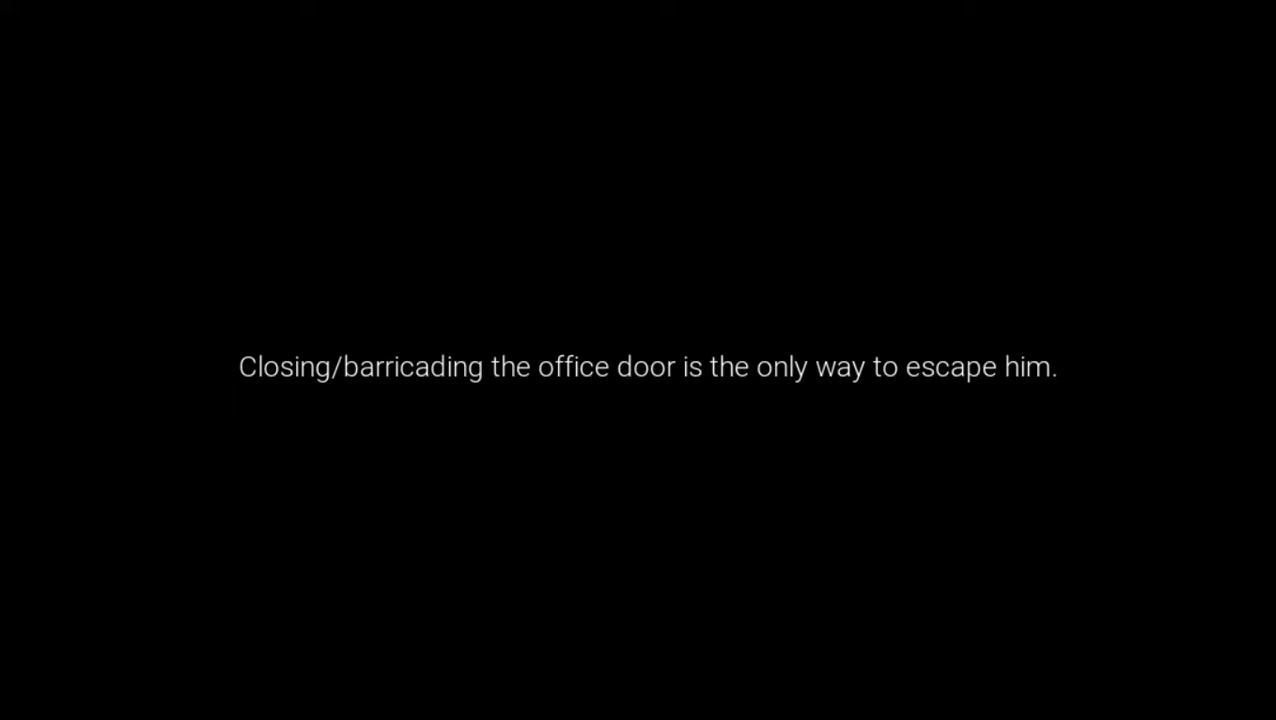 Closing/barricading the office door is the only way to escape him.